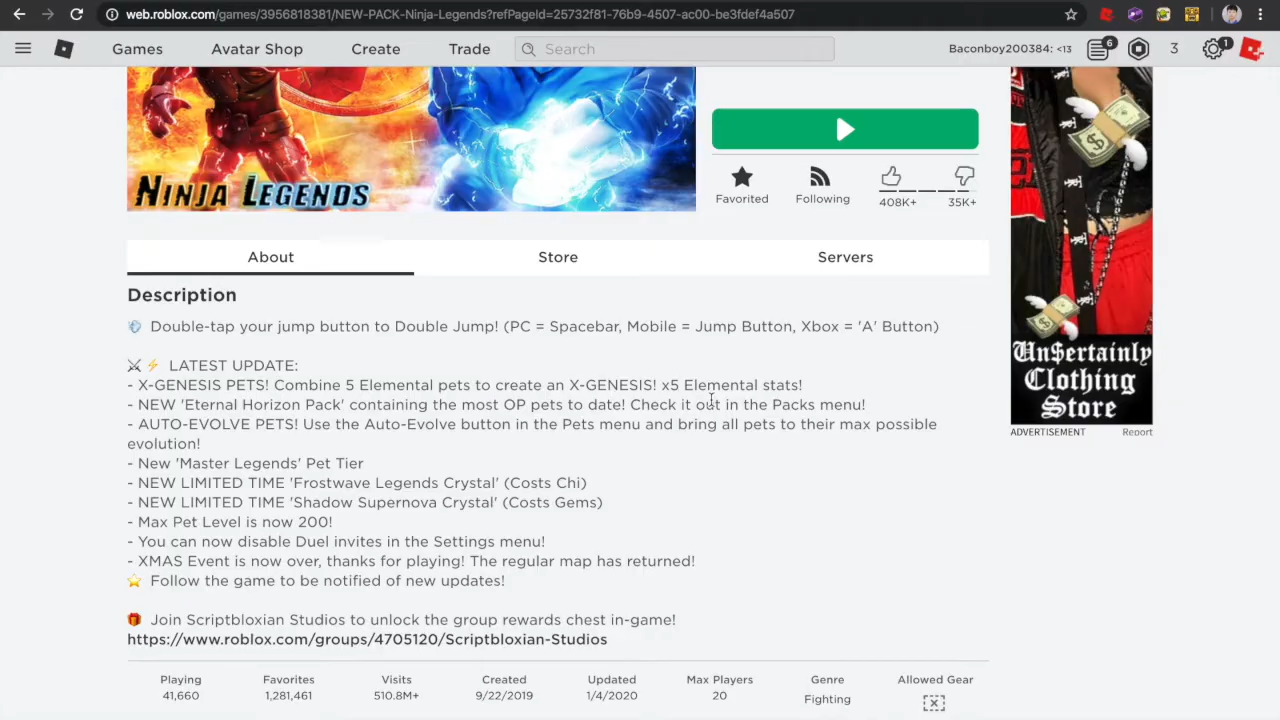 web.roblox.com/games/3956818381/NEW-PACK-Ninja-Legends?refPageId=25732f81-76b9-4507-ac00-be3fdef4a507
Games
Avatar Shop
Create
Trade
Search
Baconboy200384: <13
6
3
1
NINJA LEGENDS
Favorited
Following
408K+
35K+
About
Store
Servers
Description
Double-tap your jump button to Double Jump! (PC = Spacebar, Mobile = Jump Button, Xbox = 'A' Button)
LATEST UPDATE:
- X-GENESIS PETS! Combine 5 Elemental pets to create an X-GENESIS! x5 Elemental stats!
- NEW 'Eternal Horizon Pack' containing the most OP pets to date! Check it out in the Packs menu!
- AUTO-EVOLVE PETS! Use the Auto-Evolve button in the Pets menu and bring all pets to their max possible
evolution!
- New 'Master Legends' Pet Tier
- NEW LIMITED TIME 'Frostwave Legends Crystal' (Costs Chi)
- NEW LIMITED TIME 'Shadow Supernova Crystal' (Costs Gems)
- Max Pet Level is now 200!
- You can now disable Duel invites in the Settings menu!
- XMAS Event is now over, thanks for playing! The regular map has returned!
Follow the game to be notified of new updates!
Join Scriptbloxian Studios to unlock the group rewards chest in-game!
https://www.roblox.com/groups/4705120/Scriptbloxian-Studios
Playing
41,660
Favorites
1,281,461
Visits
510.8M+
Created
9/22/2019
Updated
1/4/2020
Max Players
20
Genre
Fighting
Allowed Gear
Un$ertainly
Clothing
Store
ADVERTISEMENT
Report